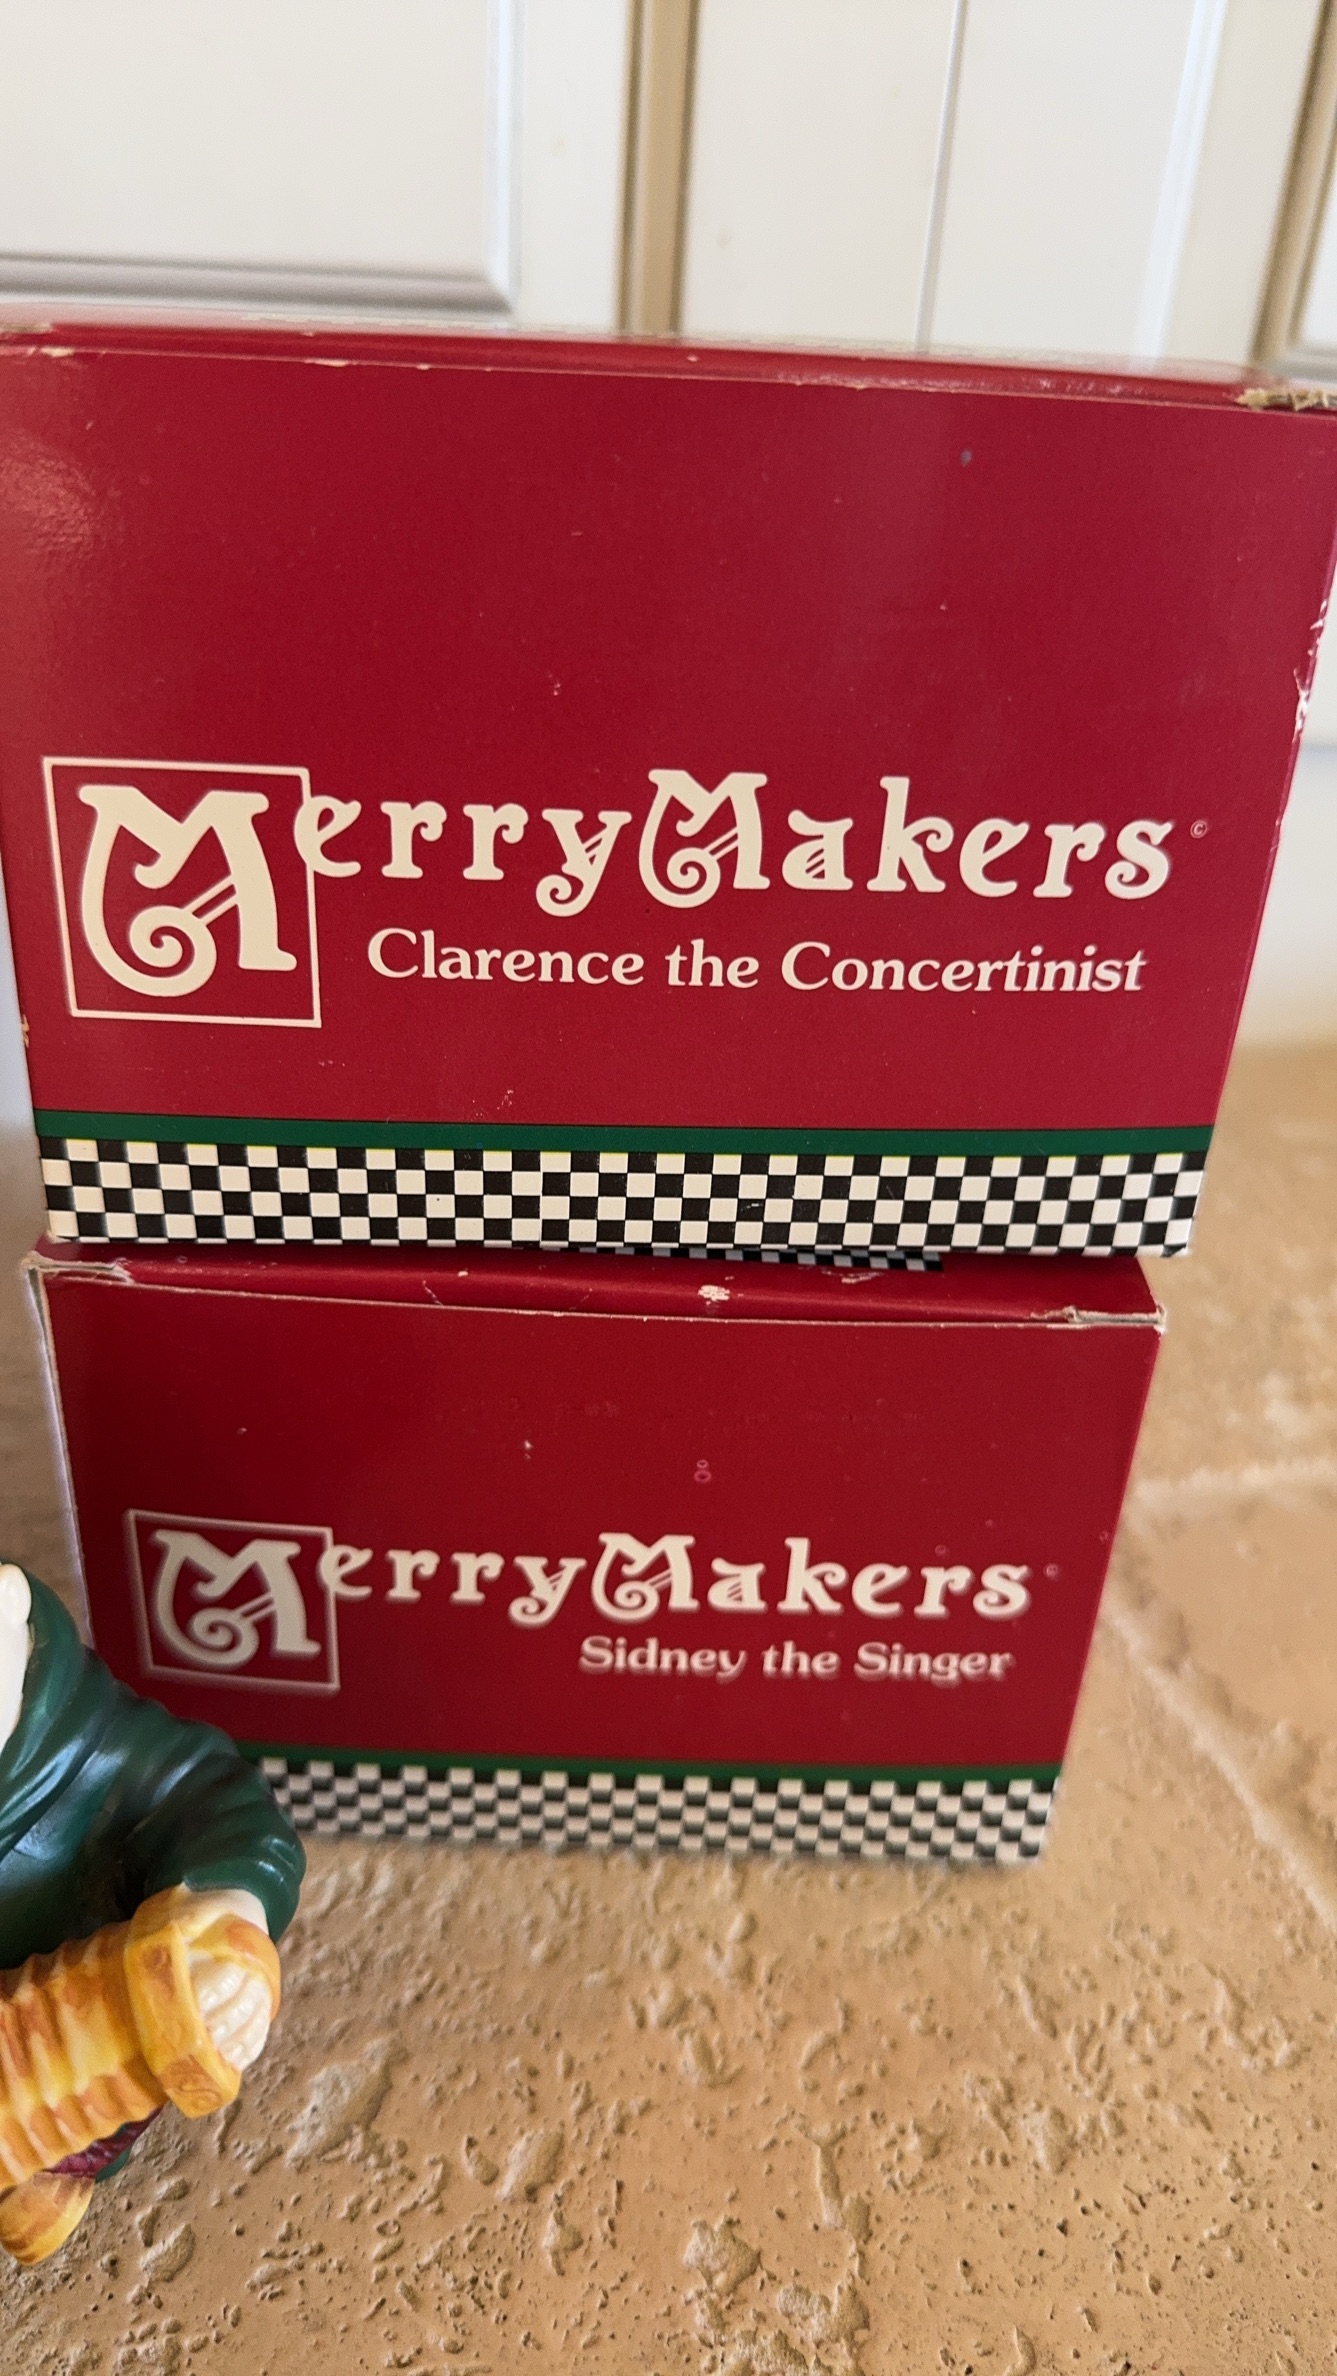 M
MerryMakers©
Clarence the Concertinist
MerryMakers©
Sidney the Singer